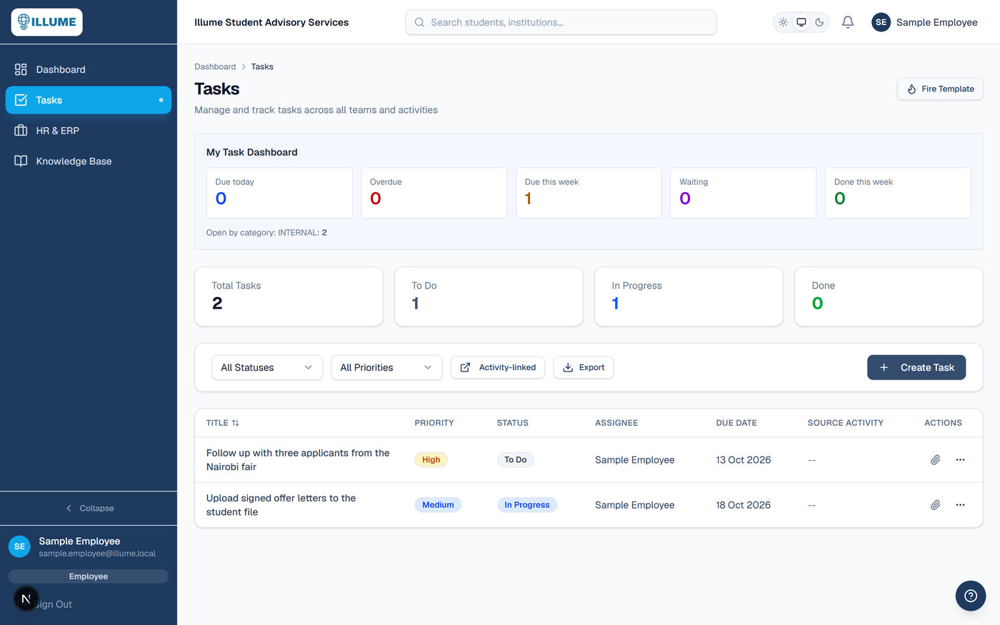 ILLUME
Illume Student Advisory Services
Search students, institutions...
SE
Sample Employee
Dashboard
Tasks
HR & ERP
Knowledge Base
Collapse
SE
Sample Employee
sample.employee@illume.local
Employee
N
ign Out
Dashboard > Tasks
Tasks
Manage and track tasks across all teams and activities
Fire Template
My Task Dashboard
Due today
0
Overdue
0
Due this week
1
Waiting
0
Done this week
0
Open by category: INTERNAL: 2
Total Tasks
2
To Do
1
In Progress
1
Done
0
All Statuses
All Priorities
Activity-linked
Export
+ Create Task
TITLE PRIORITY STATUS ASSIGNEE DUE DATE SOURCE ACTIVITY ACTIONS
Follow up with three applicants from the
Nairobi fair
High To Do Sample Employee 13 Oct 2026 --
Upload signed offer letters to the
student file
Medium In Progress Sample Employee 18 Oct 2026 --